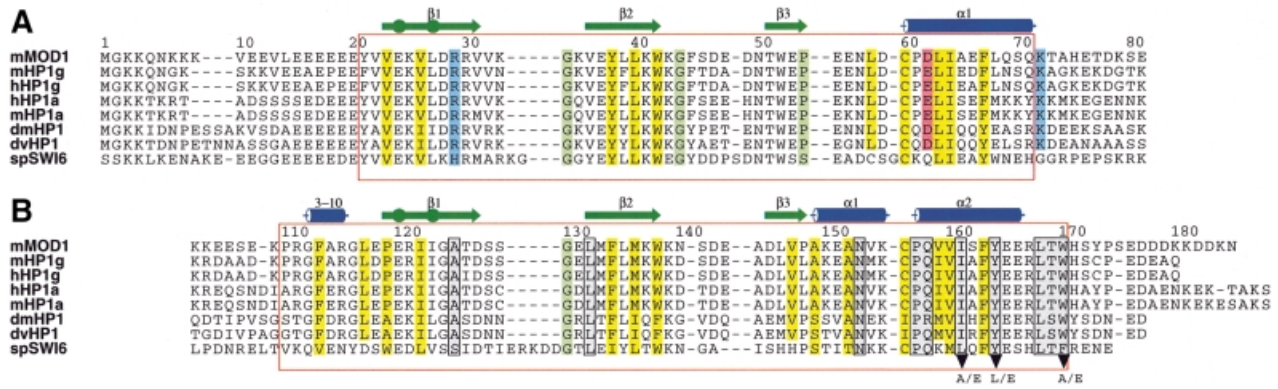 A
β1 β2 β3 α1
1 10 20 30 40 50 60 70 80
mMOD1 MGKKQNKKK---VEEVLEEEEEEYVVEKVLDRRVVK----GKVEYLLKWKGFSDE-DNTWEP--EENLD-CPDLIAEFLQSQKTAHETDKSE
mHP1g MGKKQNGK----SKKVEEAEPEEFVVEKVLDRRVVN----GKVEYFLKWKGFTDA-DNTWEP--EENLD-CPELIEAFLNSQKAGKEKDGTK
hHP1g MGKKQNGK----SKKVEEAEPEEFVVEKVLDRRVVN----GKVEYFLKWKGFTDA-DNTWEP--EENLD-CPELIEAFLNSQKAGKEKDGTK
hHP1a MGKKTKRT----ADSSSSEDEEEYVVEKVLDRRVVK----GQVEYLLKWKGFSEE-HNTWEP--EKNLD-CPELISEFMKKYKKMKEGENNK
mHP1a MGKKTKRT----ADSSSSEDEEEYVVEKVLDRRVVK----GQVEYLLKWKGFSEE-HNTWEP--EKNLD-CPELISEFMKKYKKMKEGENNK
dmHP1 MGKKIDNPESSAKVSDAEEEEEEYAVEKIIDRRVRK----GKVEYYLKWKGYPET-ENTWEP--ENNLD-CQDLIQQYEASRKDEEKSAASK
dvHP1 MGKKTDNPETNNASSGAEEEEEEYAVEKILDRRVRK----GKVEYYLKWKGYAET-ENTWEP--EGNLD-CQDLIQQYELSRKDEANAAASS
spSWI6 SSKKLKENAKE-EEGGEEEEEDEYVVEKVLKHRMARKG---GGYEYLLKWEGYDDPSDNTWSS--EADCSGCKQLIEAYWNEHGGRPEPSKRK
B
3-10 β1 β2 β3 α1 α2
110 120 130 140 150 160 170 180
mMOD1 KKEESE-KPRGFARGLEPERIIGATDSS------GELMFLMKWKN-SDE--ADLVPAKEANVKC-CPQVVISFYEERLTWHSYPSEDDDKKDDKN
mHP1g KRDAAD-KPRGFARGLDPERIIGATDSS------GELMFLMKWKD-SDE--ADLVLAKEANMK-CPQIVIAFYEERLTWHSCP-EDEAQ
hHP1g KRDAAD-KPRGFARGLDPERIIGATDSS------GELMFLMKWKD-SDE--ADLVLAKEANMK-CPQIVIAFYEERLTWHSCP-EDEAQ
hHP1a KREQSNDIARGFERGLEPEKIIGATDSC------GDLMFLMKWKD-TDE--ADLVLAKEANVK-CPQIVIAFYEERLTWHAYP-EDAENKEK-TAKS
mHP1a KREQSNDIARGFERGLEPEKIIGATDSC------GDLMFLMKWKD-TDE--ADLVLAKEANVK-CPQIVIAFYEERLTWHAYP-EDAENKEKESAKS
dmHP1 QDTIPVSGSTGFDRGLEAEKILGASDNN------GRLTFLIQFKG-VDQ--AEMVPSSVANEK-IPRMVIHFYEERLSWYSDN-ED
dvHP1 TGDIVPAGGTGFDRGLEAEKILGASDNN------GRLTFLIQFKG-VDQ--AEMVPSTVANVK-IPQMVIRFYEERLSWYSDN-ED
spSWI6 LPDNRELTVKQVENYDSWEDLVSSIDTIERKDDGTLEIYLTWKN-GA---ISHHPSTITNKK-CPQKMLQFYESHLTFRENE
A/E L/E A/E